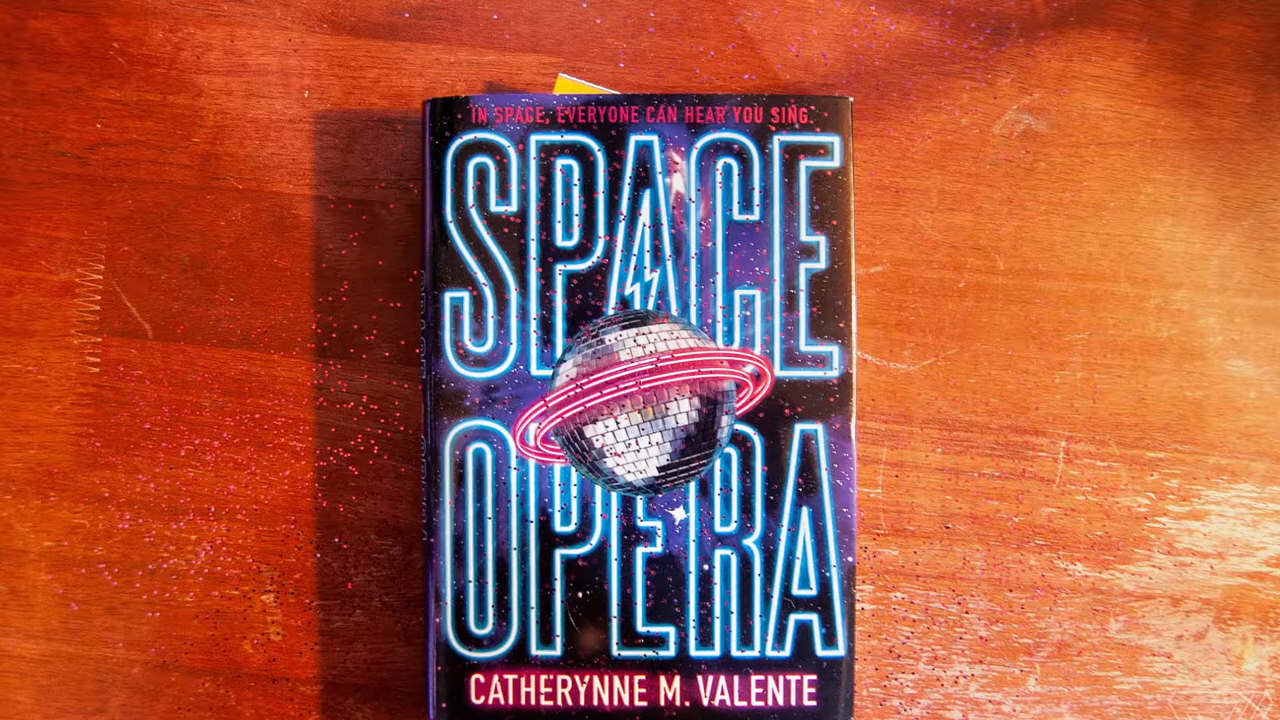 IN SPACE, EVERYONE CAN HEAR YOU SING.
SPACE
OPERA
CATHERYNNE M. VALENTE